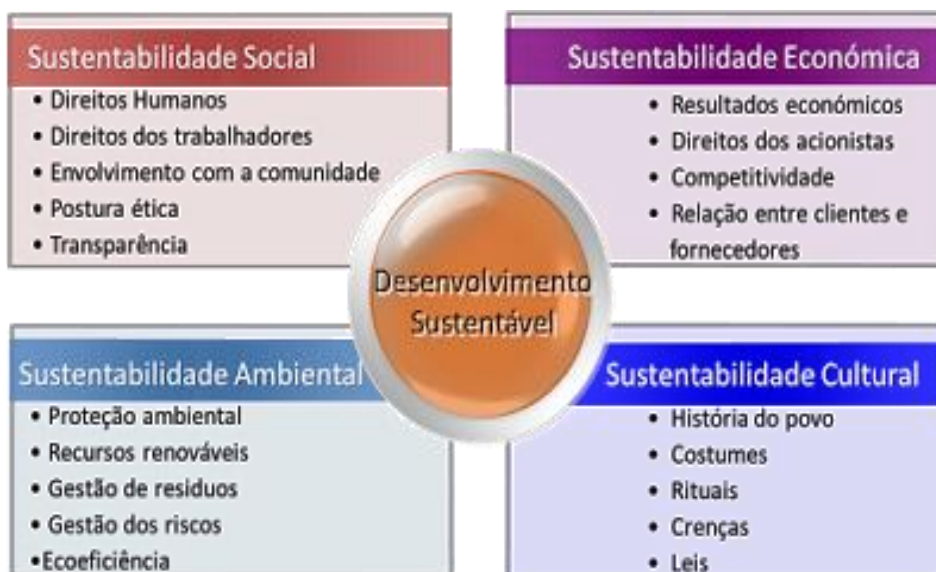 Sustentabilidade Social
• Direitos Humanos
• Direitos dos trabalhadores
• Envolvimento com a comunidade
• Postura ética
• Transparência
Sustentabilidade Económica
• Resultados económicos
• Direitos dos acionistas
• Competitividade
• Relação entre clientes e
fornecedores
Desenvolvimento
Sustentável
Sustentabilidade Ambiental
• Proteção ambiental
• Recursos renováveis
• Gestão de residuos
• Gestão dos riscos
•Ecoeficiência
Sustentabilidade Cultural
• História do povo
• Costumes
• Rituais
• Crenças
• Leis